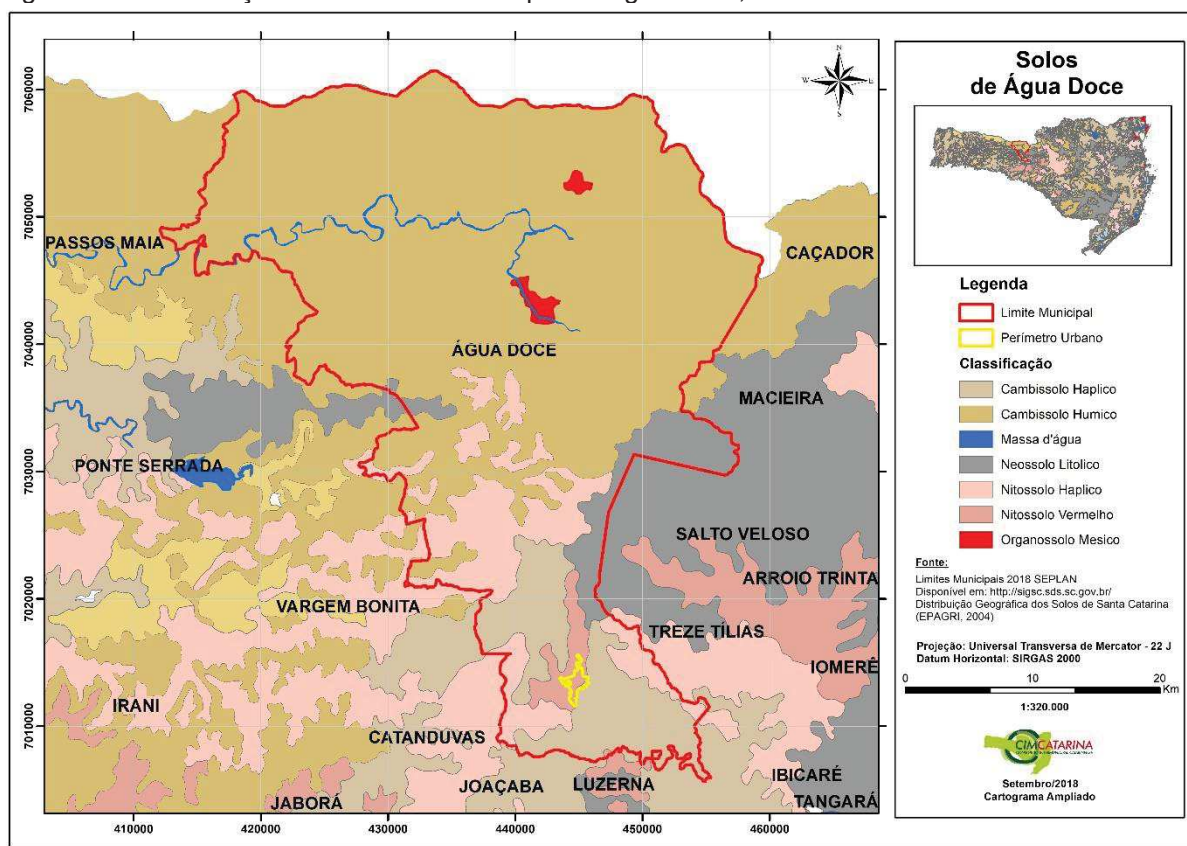 N
W E
S
PASSOS MAIA
CAÇADOR
ÁGUA DOCE
MACIEIRA
PONTE SERRADA
SALTO VELOSO
ARROIO TRINTA
VARGEM BONITA
TREZE TÍLIAS
IOMERÊ
IRANI
CATANDUVAS
JOAÇABA
LUZERNA
IBICARÉ
JABORÁ
TANGARÁ
410000 420000 430000 440000 450000 460000
7080000
7060000
7040000
7030000
7020000
7010000
Solos
de Água Doce
Legenda
Limite Municipal
Perímetro Urbano
Classificação
Cambissolo Haplico
Cambissolo Humico
Massa d'água
Neossolo Litolico
Nitossolo Haplico
Nitossolo Vermelho
Organossolo Mesico
Fonte:
Limites Municipais 2018 SEPLAN
Disponível em: http://sigsc.sds.sc.gov.br/
Distribuição Geográfica dos Solos de Santa Catarina
(EPAGRI, 2004)
Projeção: Universal Transversa de Mercator - 22 J
Datum Horizontal: SIRGAS 2000
0 10 20
Km
1:320.000
CIMCATARINA
Setembro/2018
Cartograma Ampliado